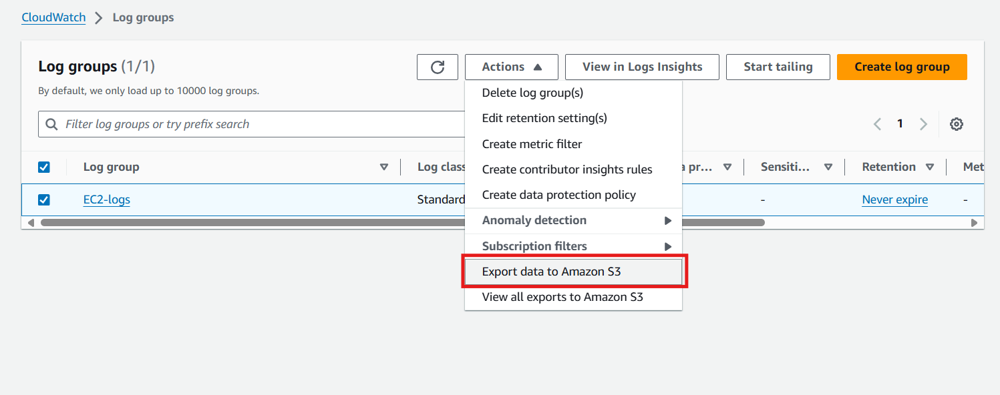 CloudWatch > Log groups
Log groups (1/1)
Actions ▲
View in Logs Insights
Start tailing
Create log group
By default, we only load up to 10000 log groups.
Filter log groups or try prefix search
1
Delete log group(s)
Edit retention setting(s)
Create metric filter
Create contributor insights rules
Create data protection policy
Anomaly detection
Subscription filters
Export data to Amazon S3
View all exports to Amazon S3
Log group
Log clas
a pr...
Sensiti...
Retention
Met
EC2-logs
Standard
-
Never expire
-